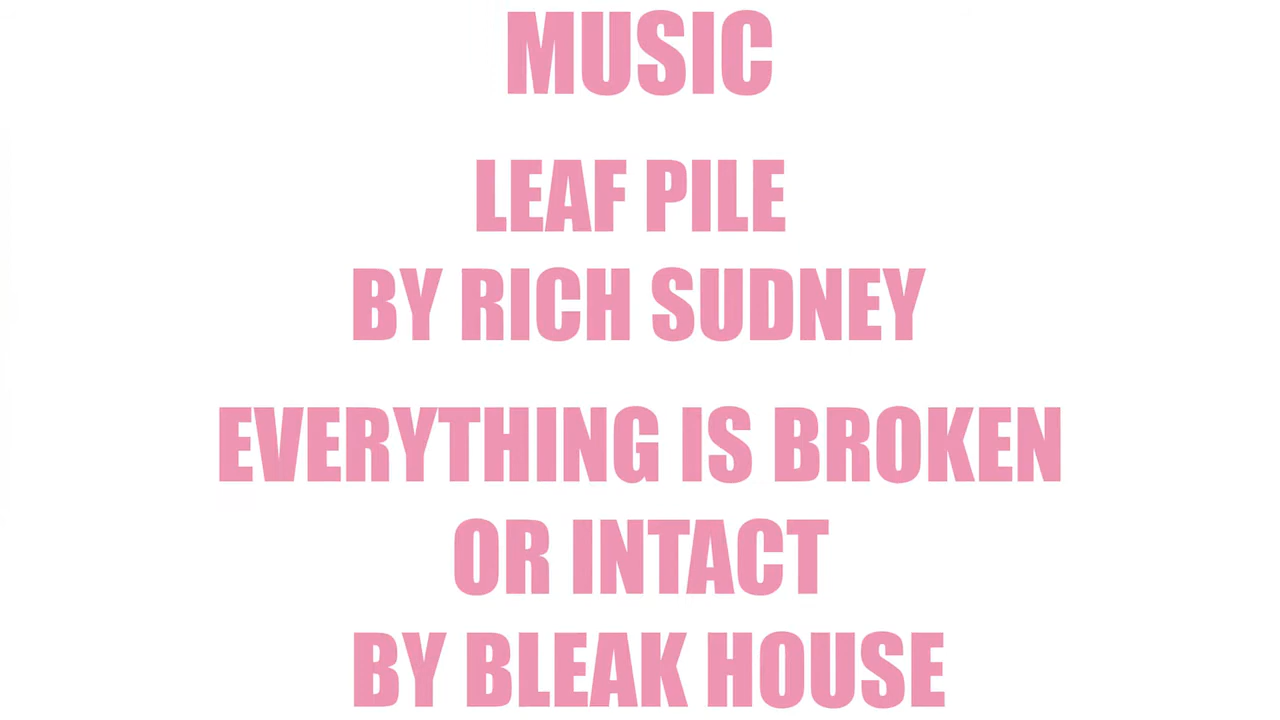 MUSIC
LEAF PILE
BY RICH SUDNEY
EVERYTHING IS BROKEN
OR INTACT
BY BLEAK HOUSE